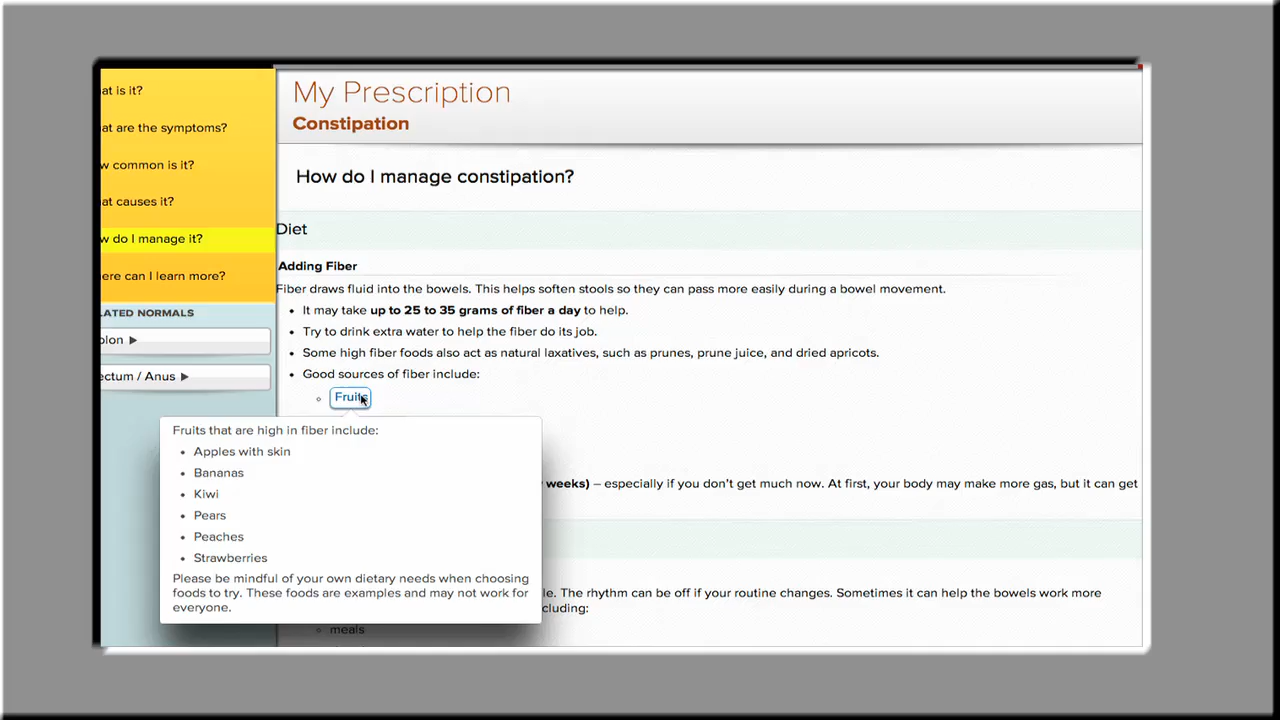 at is it?
at are the symptoms?
w common is it?
at causes it?
w do I manage it?
ere can I learn more?
LATED NORMALS
olon ▶
ectum / Anus ▶
My Prescription
Constipation
How do I manage constipation?
Diet
Adding Fiber
Fiber draws fluid into the bowels. This helps soften stools so they can pass more easily during a bowel movement.
• It may take up to 25 to 35 grams of fiber a day to help.
• Try to drink extra water to help the fiber do its job.
• Some high fiber foods also act as natural laxatives, such as prunes, prune juice, and dried apricots.
• Good sources of fiber include:
◦ Fruits
Fruits that are high in fiber include:
• Apples with skin
• Bananas
• Kiwi
• Pears
• Peaches
• Strawberries
Please be mindful of your own dietary needs when choosing
foods to try. These foods are examples and may not work for
everyone.
weeks) – especially if you don't get much now. At first, your body may make more gas, but it can get
le. The rhythm can be off if your routine changes. Sometimes it can help the bowels work more
cluding:
◦ meals